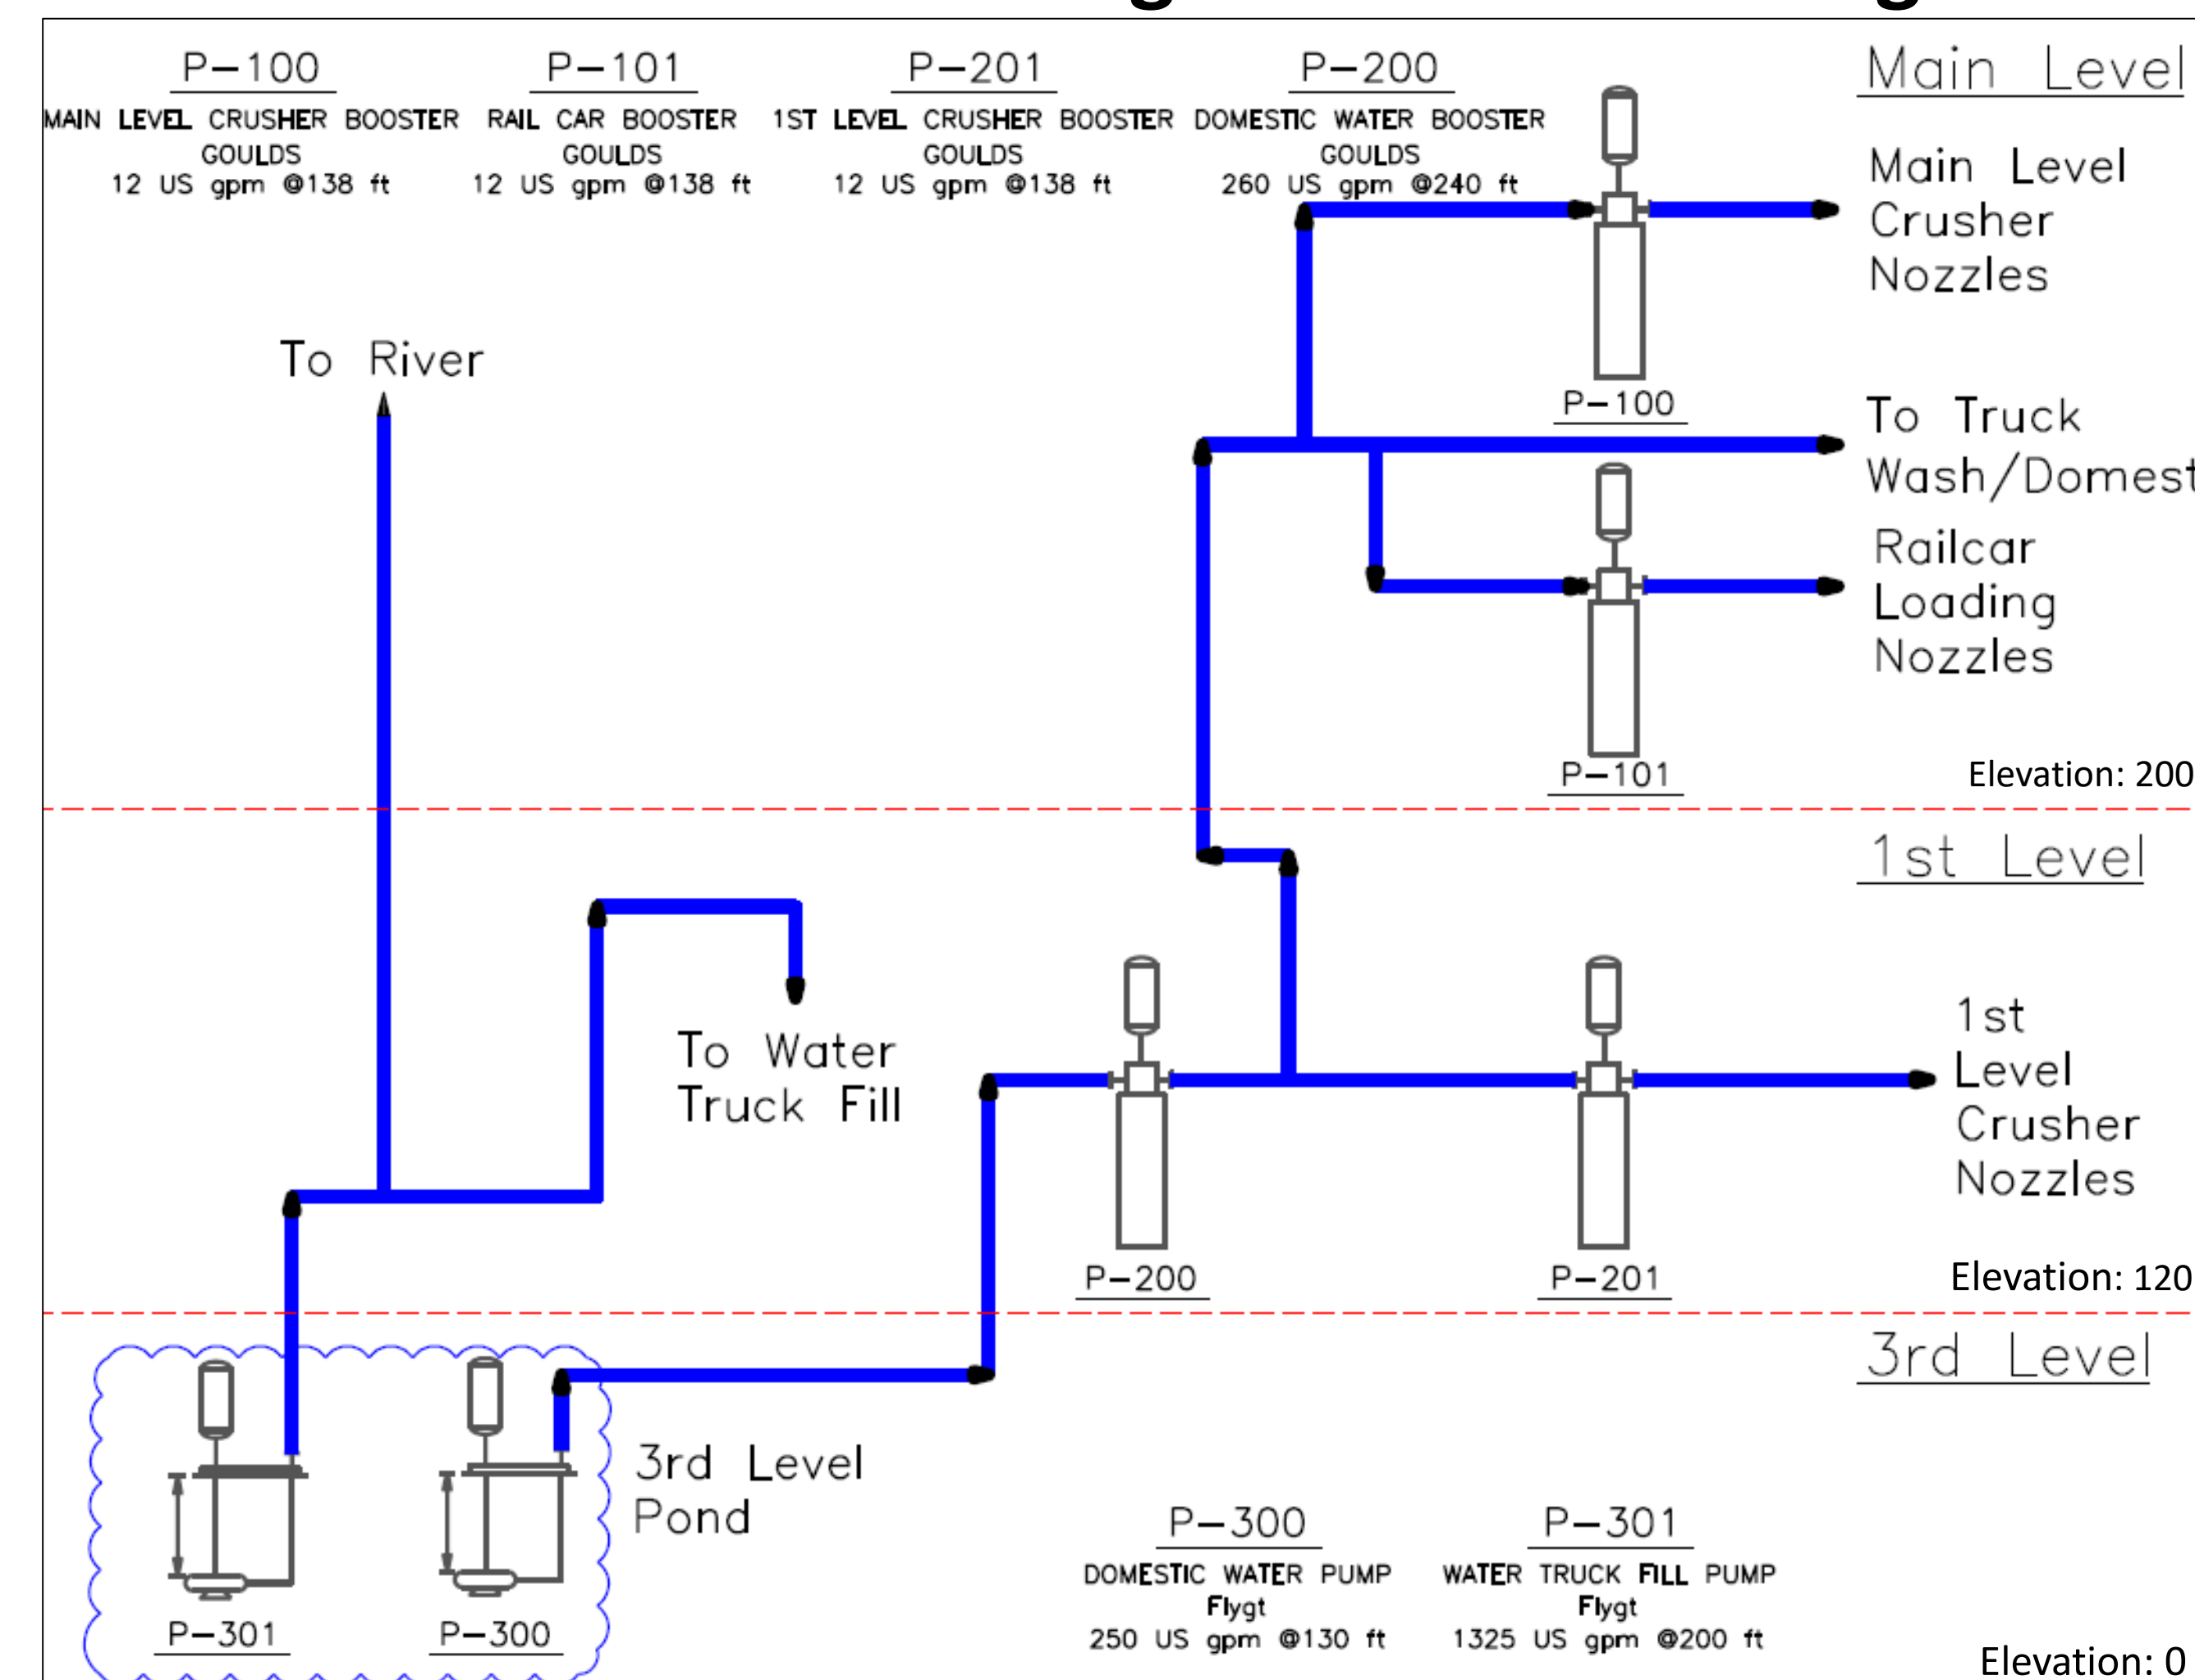 P-100
MAIN LEVEL CRUSHER BOOSTER
GOULDS
12 US gpm @138 ft
P-101
RAIL CAR BOOSTER
GOULDS
12 US gpm @138 ft
P-201
1ST LEVEL CRUSHER BOOSTER
GOULDS
12 US gpm @138 ft
P-200
DOMESTIC WATER BOOSTER
GOULDS
260 US gpm @240 ft
Main Level
Main Level
Crusher
Nozzles
P-100
To River
To Truck
Wash/Domest
Railcar
Loading
Nozzles
P-101
Elevation: 200
1st Level
To Water
Truck Fill
1st
Level
Crusher
Nozzles
P-200
P-201
Elevation: 120
3rd Level
3rd Level
Pond
P-301
P-300
P-300
DOMESTIC WATER PUMP
Flygt
250 US gpm @130 ft
P-301
WATER TRUCK FILL PUMP
Flygt
1325 US gpm @200 ft
Elevation: 0